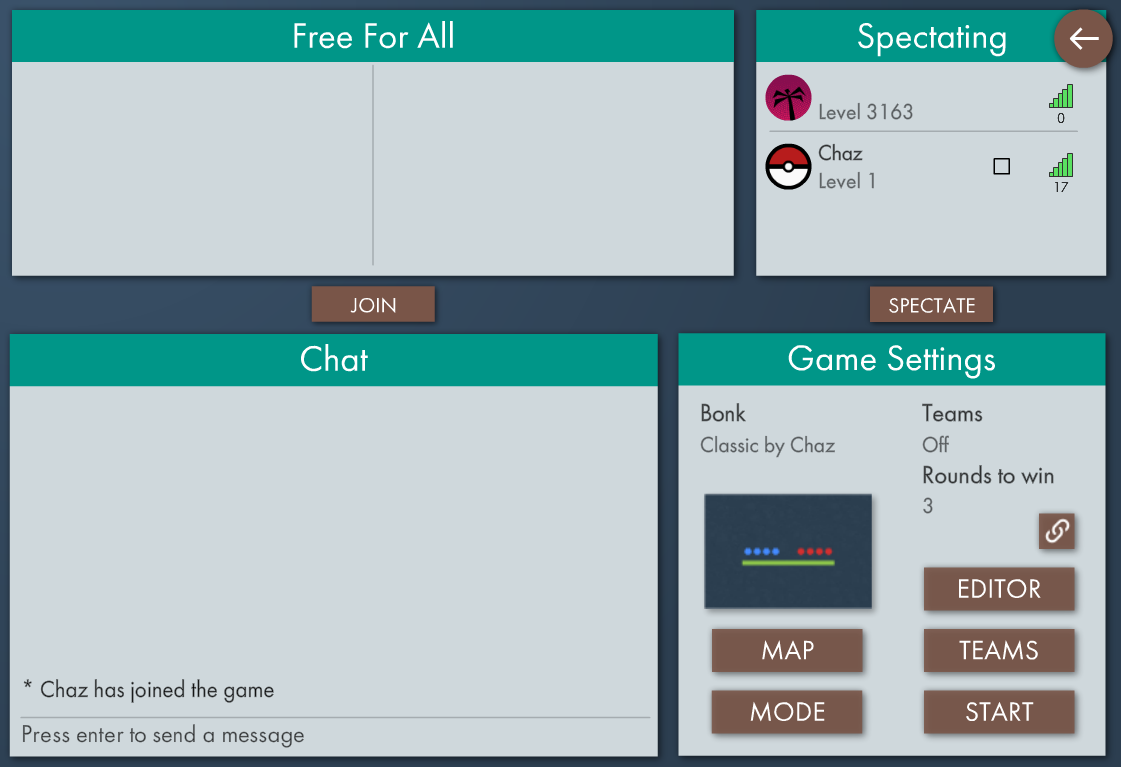 Free For All
Spectating
Level 3163
0
Chaz
Level 1
17
JOIN
SPECTATE
Chat
* Chaz has joined the game
Press enter to send a message
Game Settings
Bonk
Classic by Chaz
Teams
Off
Rounds to win
3
EDITOR
MAP
TEAMS
MODE
START